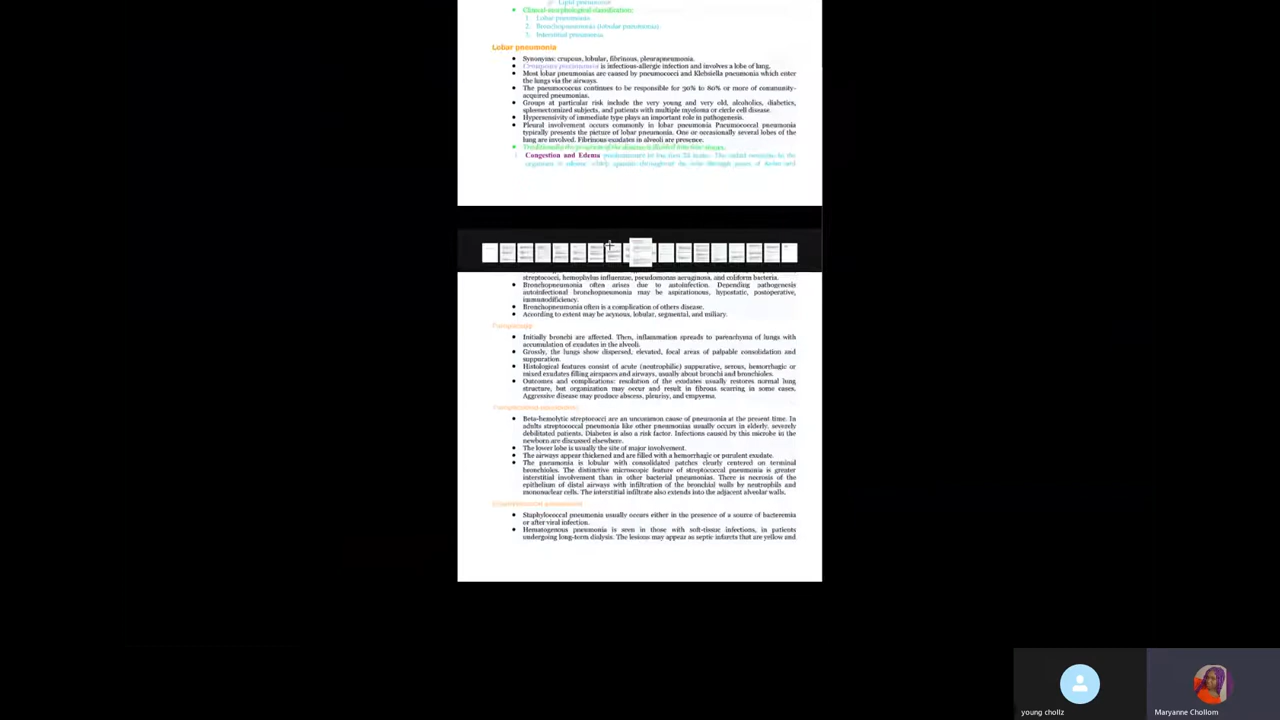 Lipid pneumonia
Clinical-morphological classification:
1. Lobar pneumonia
2. Bronchopneumonia (lobular pneumonia)
3. Interstitial pneumonia
Lobar pneumonia
Synonyms: crupous, lobular, fibrinous, pleurapneumonia.
is infectious-allergic infection and involves a lobe of lung.
Most lobar pneumonias are caused by pneumococci and Klebsiella pneumonia which enter
the lungs via the airways.
The pneumococcus continues to be responsible for 30% to 80% or more of community-
acquired pneumonias.
Groups at particular risk include the very young and very old, alcoholics, diabetics,
splenectomized subjects, and patients with multiple myeloma or circle cell disease.
Hypersensivity of immediate type plays an important role in pathogenesis.
Pleural involvement occurs commonly in lobar pneumonia Pneumococcal pneumonia
typically presents the picture of lobar pneumonia. One or occasionally several lobes of the
lung are involved. Fibrinous exudates in alveoli are presence.
1. Congestion and Edema
streptococci, hemophylus influenzae, pseudomonas aeruginosa, and coliform bacteria.
Bronchopneumonia often arises due to autoinfection. Depending pathogenesis
autoinfectional bronchopneumonia may be aspirationous, hypostatic, postoperative,
immunodificiency.
Bronchopneumonia often is a complication of others disease.
According to extent may be acynous, lobular, segmental, and miliary.
Initially bronchi are affected. Then, inflammation spreads to parenchyma of lungs with
accumulation of exudates in the alveoli.
Grossly, the lungs show dispersed, elevated, focal areas of palpable consolidation and
suppuration.
Histological features consist of acute (neutrophilic) suppurative, serous, hemorrhagic or
mixed exudates filling airspaces and airways, usually about bronchi and bronchioles.
Outcomes and complications: resolution of the exudates usually restores normal lung
structure, but organization may occur and result in fibrous scarring in some cases.
Aggressive disease may produce abscess, pleurisy, and empyema.
Beta-hemolytic streptococci are an uncommon cause of pneumonia at the present time. In
adults streptococcal pneumonia like other pneumonias usually occurs in elderly, severely
debilitated patients. Diabetes is also a risk factor. Infections caused by this microbe in the
newborn are discussed elsewhere.
The lower lobe is usually the site of major involvement.
The airways appear thickened and are filled with a hemorrhagic or purulent exudate.
The pneumonia is lobular with consolidated patches clearly centered on terminal
bronchioles. The distinctive microscopic feature of streptococcal pneumonia is greater
interstitial involvement than in other bacterial pneumonias. There is necrosis of the
epithelium of distal airways with infiltration of the bronchial walls by neutrophils and
mononuclear cells. The interstitial infiltrate also extends into the adjacent alveolar walls.
Staphylococcal pneumonia usually occurs either in the presence of a source of bacteremia
or after viral infection.
Hematogenous pneumonia is seen in those with soft-tissue infections, in patients
undergoing long-term dialysis. The lesions may appear as septic infarcts that are yellow and
young chollz
Maryanne Chollom